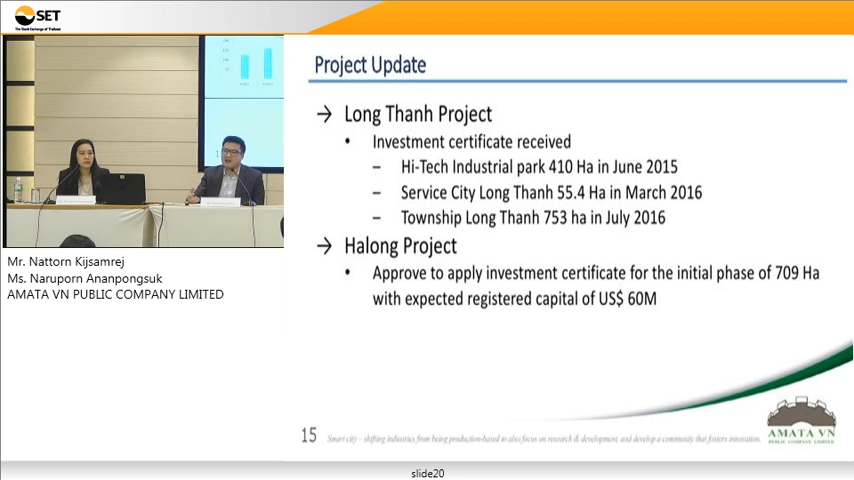 SET
The Stock Exchange of Thailand
Project Update
→ Long Thanh Project
• Investment certificate received
– Hi-Tech Industrial park 410 Ha in June 2015
– Service City Long Thanh 55.4 Ha in March 2016
– Township Long Thanh 753 ha in July 2016
→ Halong Project
• Approve to apply investment certificate for the initial phase of 709 Ha
with expected registered capital of US$ 60M
Mr. Nattorn Kijsamrej
Ms. Naruporn Ananpongsuk
AMATA VN PUBLIC COMPANY LIMITED
15
Smart city – shifting industries from being production-based to also focus on research & development, and develop a community that fosters innovation.
AMATA VN
PUBLIC COMPANY LIMITED
slide20